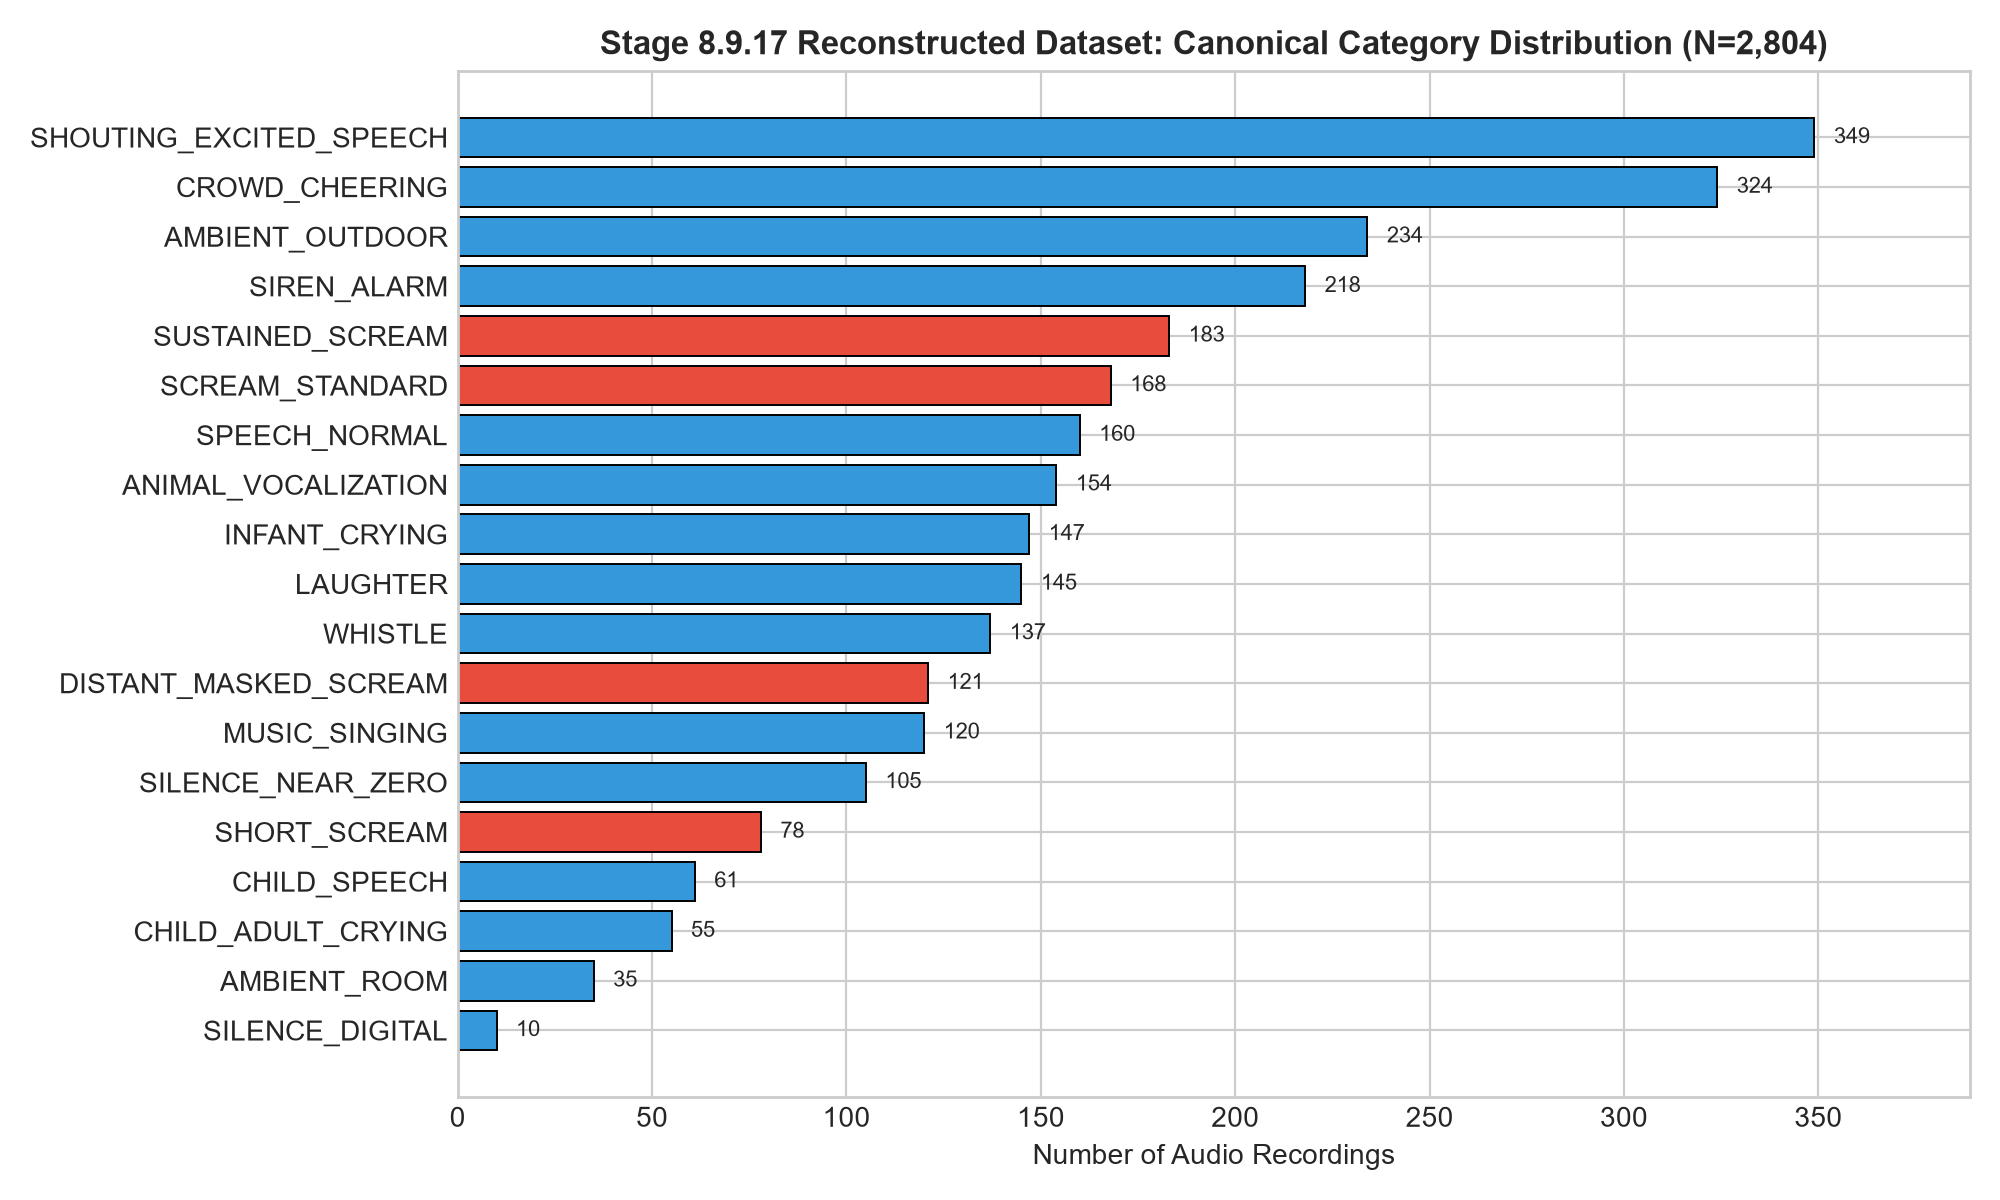 Stage 8.9.17 Reconstructed Dataset: Canonical Category Distribution (N=2,804)
SHOUTING_EXCITED_SPEECH 349
CROWD_CHEERING 324
AMBIENT_OUTDOOR 234
SIREN_ALARM 218
SUSTAINED_SCREAM 183
SCREAM_STANDARD 168
SPEECH_NORMAL 160
ANIMAL_VOCALIZATION 154
INFANT_CRYING 147
LAUGHTER 145
WHISTLE 137
DISTANT_MASKED_SCREAM 121
MUSIC_SINGING 120
SILENCE_NEAR_ZERO 105
SHORT_SCREAM 78
CHILD_SPEECH 61
CHILD_ADULT_CRYING 55
AMBIENT_ROOM 35
SILENCE_DIGITAL 10
0 50 100 150 200 250 300 350
Number of Audio Recordings